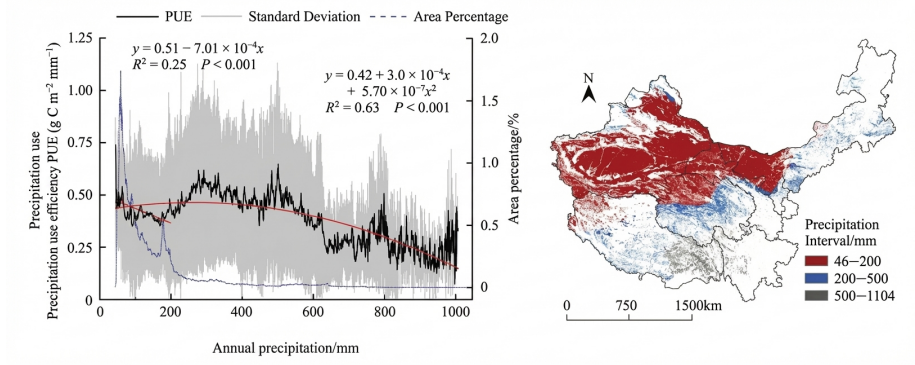 PUE Standard Deviation Area Percentage
y = 0.51 − 7.01 × 10⁻⁴x
R² = 0.25 P < 0.001
y = 0.42 + 3.0 × 10⁻⁴x
+ 5.70 × 10⁻⁷x²
R² = 0.63 P < 0.001
Precipitation use
Precipitation use efficiency PUE (g C m⁻² mm⁻¹)
1.25
1.00
0.75
0.50
0.25
0
0 200 400 600 800 1000
Annual precipitation/mm
2.0
1.5
1.0
0.5
0
Area percentage/%
N
Precipitation
Interval/mm
46−200
200−500
500−1104
0 750 1500km